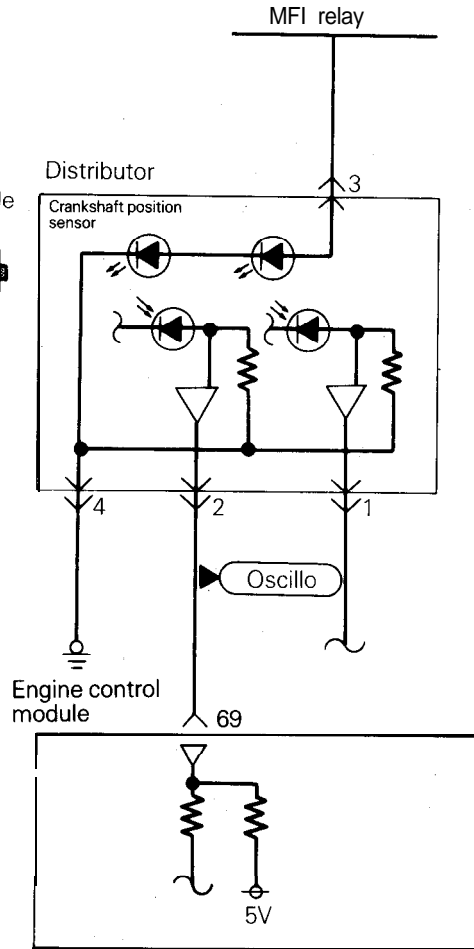 MFI relay
Distributor
3
Crankshaft position
sensor
4
2
1
Oscillo
Engine control
module
69
5V